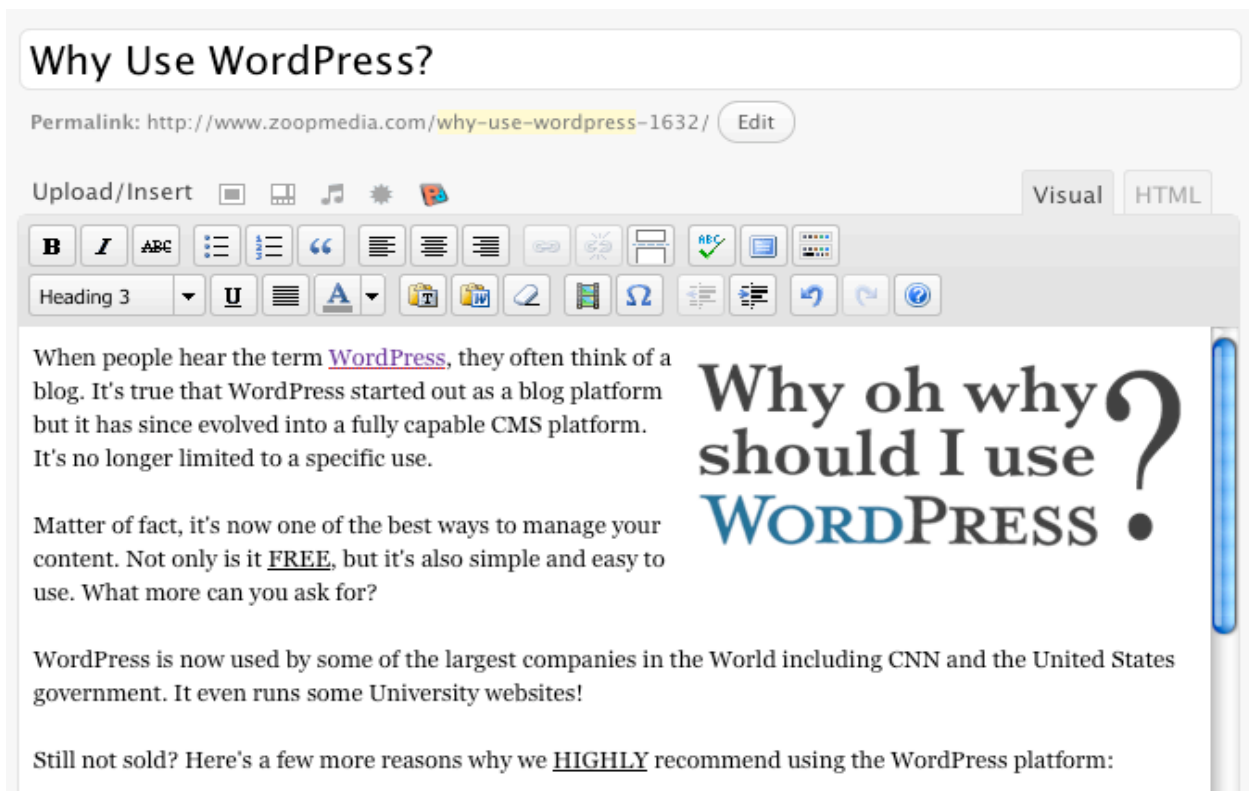 Why Use WordPress?
Permalink: http://www.zoopmedia.com/why-use-wordpress-1632/ Edit
Upload/Insert
Visual HTML
B I ABC ABC
Heading 3 U A T W Ω
When people hear the term WordPress, they often think of a
blog. It's true that WordPress started out as a blog platform
but it has since evolved into a fully capable CMS platform.
It's no longer limited to a specific use.
Why oh why
should I use
WORDPRESS ?
Matter of fact, it's now one of the best ways to manage your
content. Not only is it FREE, but it's also simple and easy to
use. What more can you ask for?
WordPress is now used by some of the largest companies in the World including CNN and the United States
government. It even runs some University websites!
Still not sold? Here's a few more reasons why we HIGHLY recommend using the WordPress platform: